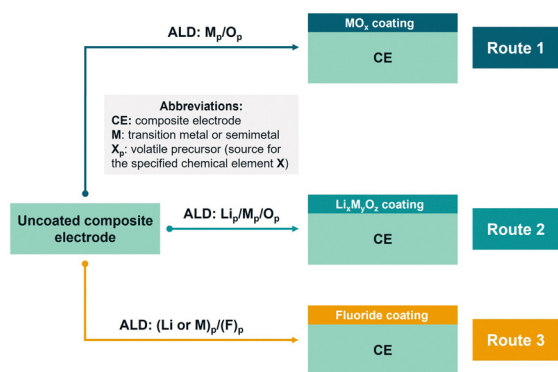 ALD: Mp/Op
MOx coating
CE
Route 1
Abbreviations:
CE: composite electrode
M: transition metal or semimetal
Xp: volatile precursor (source for
the specified chemical element X)
Uncoated composite
electrode
ALD: Lip/Mp/Op
LixMyOz coating
CE
Route 2
ALD: (Li or M)p/(F)p
Fluoride coating
CE
Route 3